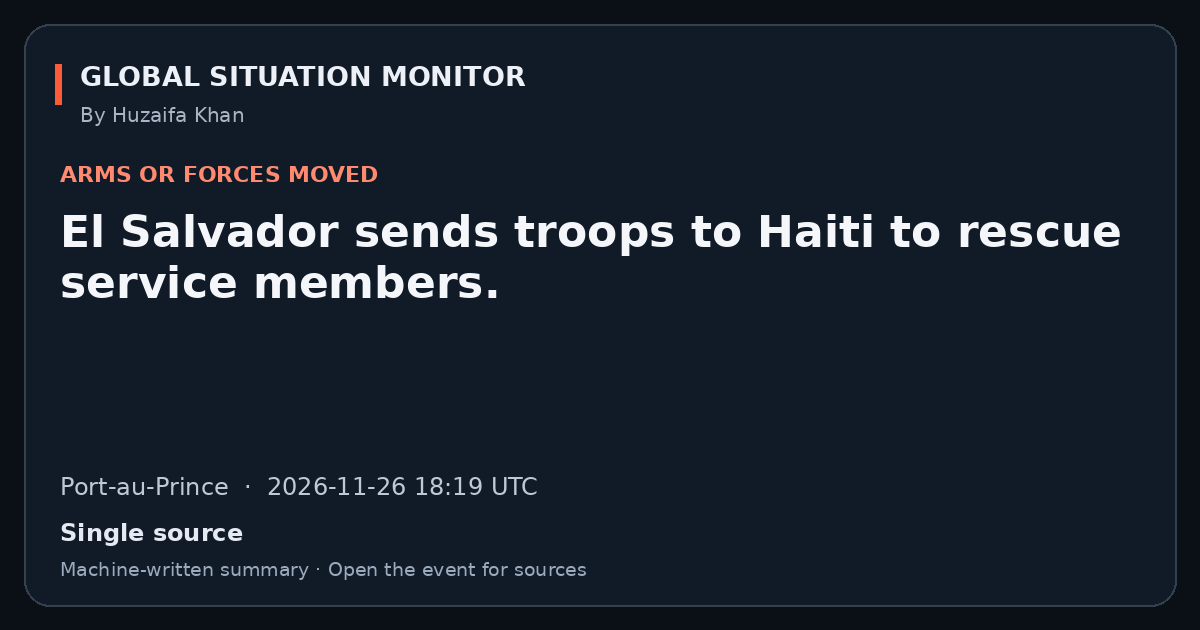 GLOBAL SITUATION MONITOR
By Huzaifa Khan
ARMS OR FORCES MOVED
El Salvador sends troops to Haiti to rescue
service members.
Port-au-Prince · 2026-11-26 18:19 UTC
Single source
Machine-written summary · Open the event for sources